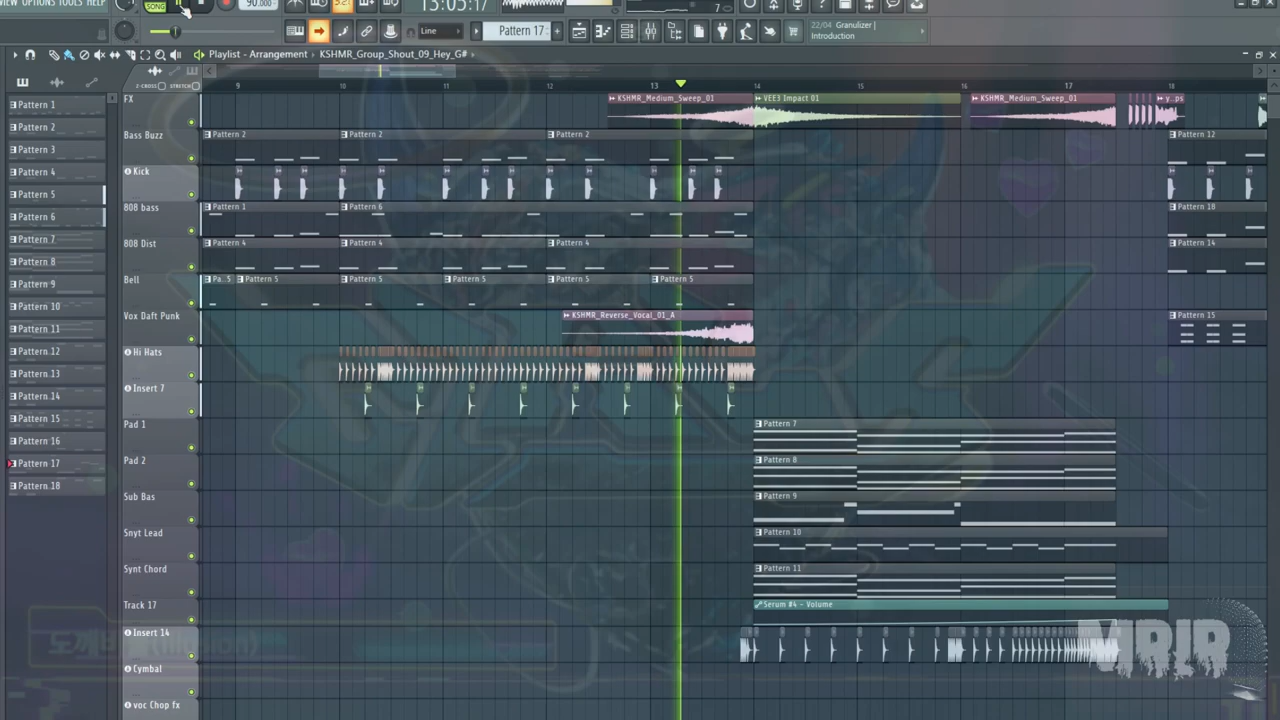 VIEW OPTIONS TOOLS HELP
SONG
90.000
13:05:17
7
Line
Pattern 17
22/04 Granulizer |
Introduction
Playlist - Arrangement
KSHMR_Group_Shout_09_Hey_G#
Z-CROSS
STRETCH
9 10 11 12 13 14 15 16 17 18
Pattern 1
Pattern 2
Pattern 3
Pattern 4
Pattern 5
Pattern 6
Pattern 7
Pattern 8
Pattern 9
Pattern 10
Pattern 11
Pattern 12
Pattern 13
Pattern 14
Pattern 15
Pattern 16
Pattern 17
Pattern 18
FX
KSHMR_Medium_Sweep_01
VEE3 Impact 01
KSHMR_Medium_Sweep_01
y..ps
Bass Buzz
Pattern 2
Pattern 2
Pattern 2
Pattern 12
Kick
808 bass
Pattern 1
Pattern 6
Pattern 18
808 Dist
Pattern 4
Pattern 4
Pattern 4
Pattern 14
Bell
Pa..5
Pattern 5
Pattern 5
Pattern 5
Pattern 5
Pattern 5
Vox Daft Punk
KSHMR_Reverse_Vocal_01_A
Pattern 15
Hi Hats
Insert 7
Pad 1
Pattern 7
Pad 2
Pattern 8
Sub Bas
Pattern 9
Snyt Lead
Pattern 10
Synt Chord
Pattern 11
Track 17
Serum #4 - Volume
Insert 14
Cymbal
voc Chop fx
MRJR